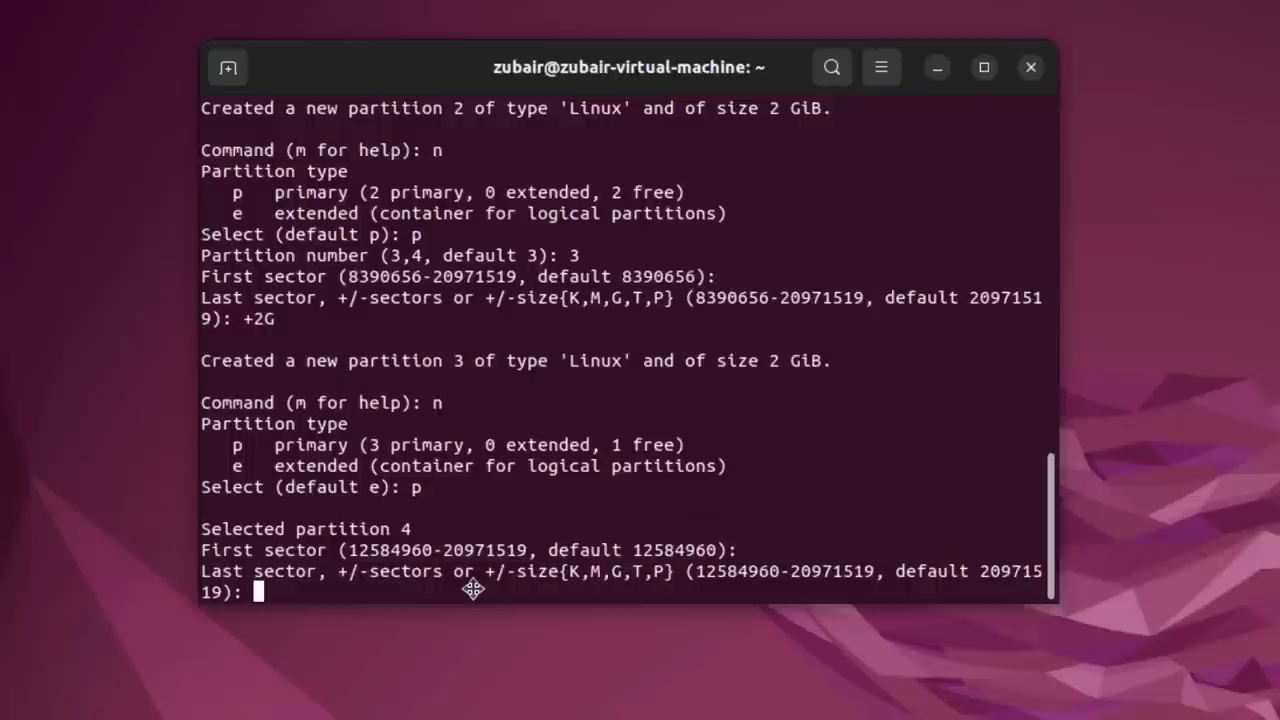 zubair@zubair-virtual-machine: ~
Created a new partition 2 of type 'Linux' and of size 2 GiB.
Command (m for help): n
Partition type
   p   primary (2 primary, 0 extended, 2 free)
   e   extended (container for logical partitions)
Select (default p): p
Partition number (3,4, default 3): 3
First sector (8390656-20971519, default 8390656):
Last sector, +/-sectors or +/-size{K,M,G,T,P} (8390656-20971519, default 2097151
9): +2G
Created a new partition 3 of type 'Linux' and of size 2 GiB.
Command (m for help): n
Partition type
   p   primary (3 primary, 0 extended, 1 free)
   e   extended (container for logical partitions)
Select (default e): p
Selected partition 4
First sector (12584960-20971519, default 12584960):
Last sector, +/-sectors or +/-size{K,M,G,T,P} (12584960-20971519, default 209715
19):